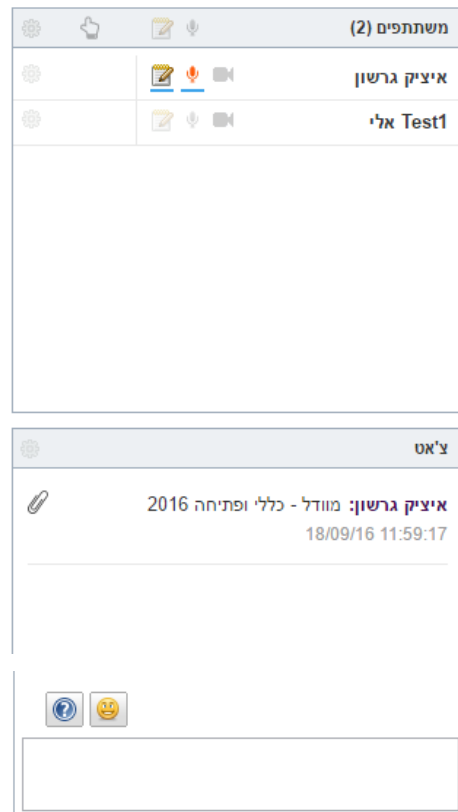 משתתפים (2)
איציק גרשון
Test1 אלי
צ'אט
איציק גרשון: מוודל - כללי ופתיחה 2016
18/09/16 11:59:17